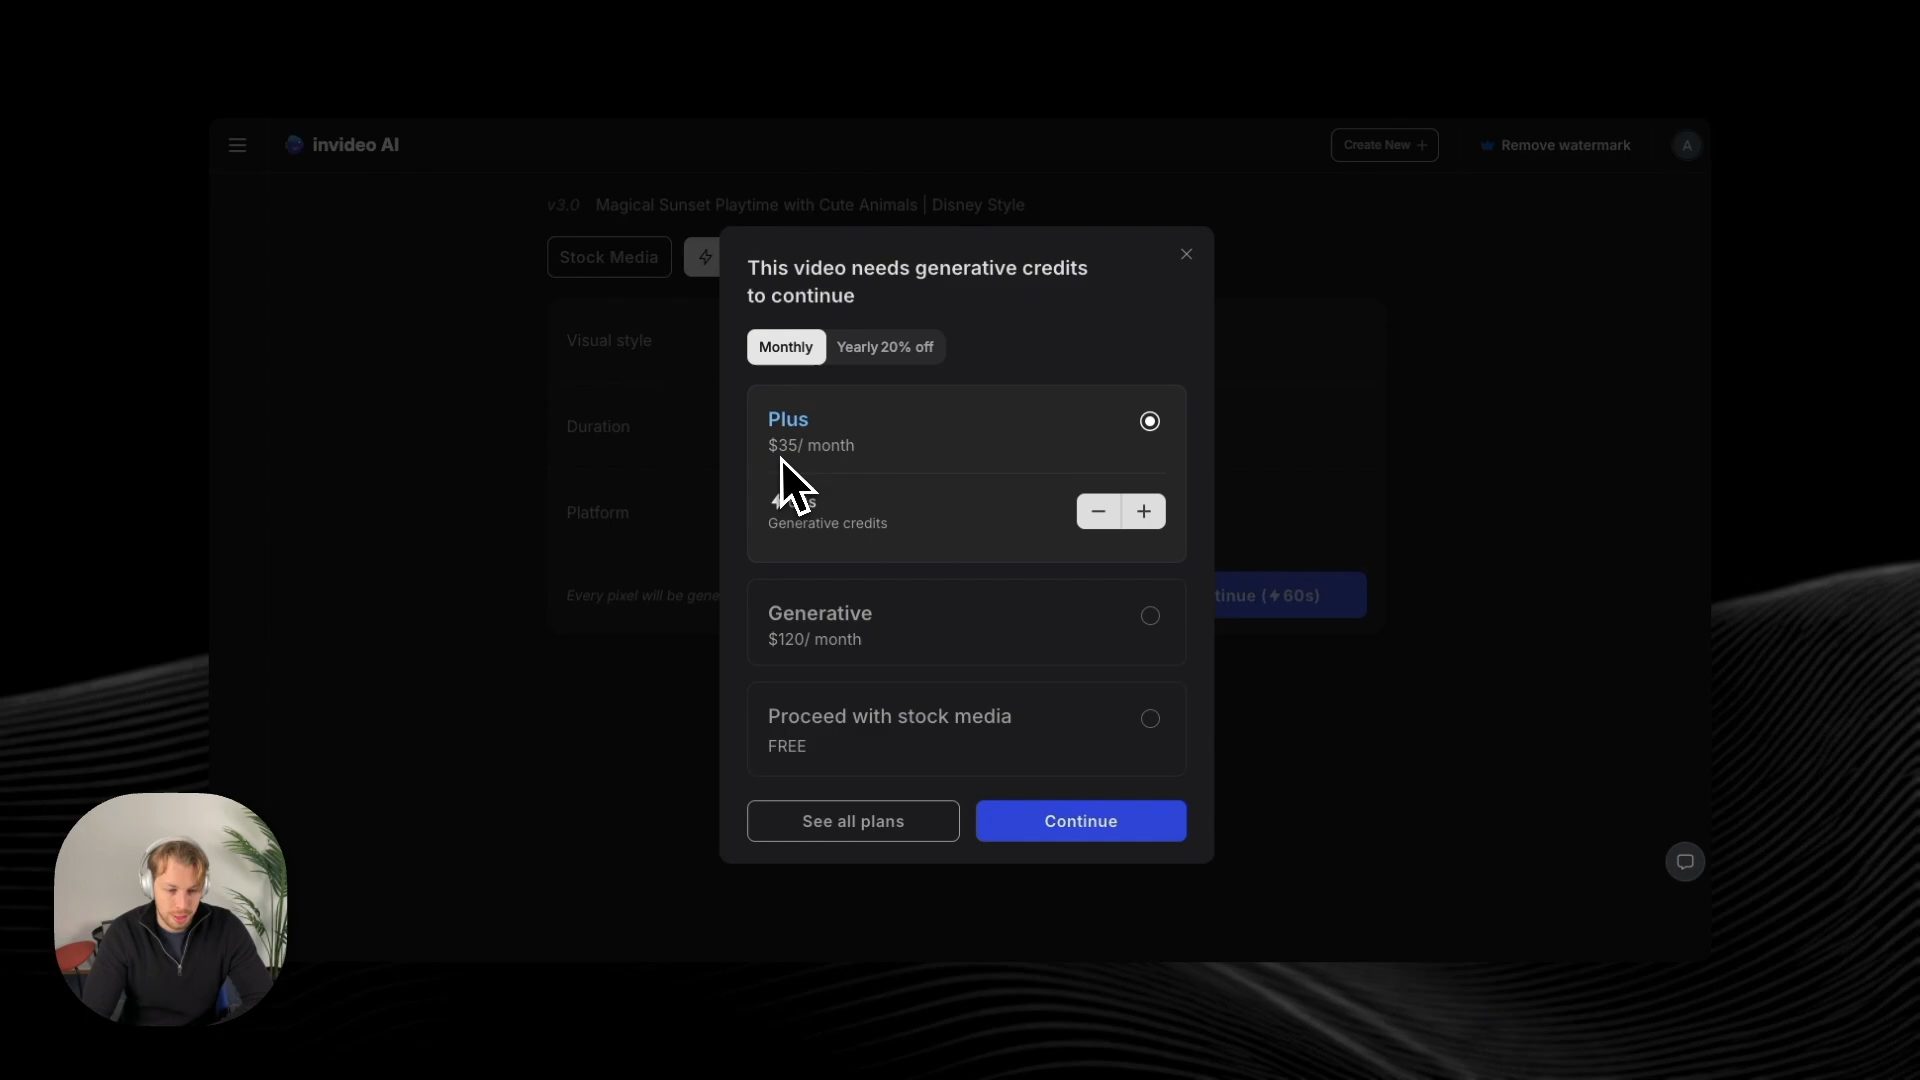 invideo AI
Create New +
Remove watermark
A
v3.0 Magical Sunset Playtime with Cute Animals | Disney Style
Stock Media
This video needs generative credits
to continue
Monthly
Yearly 20% off
Visual style
Plus
$35/ month
Duration
Generative credits
Platform
Every pixel will be gene
tinue (60s)
Generative
$120/ month
Proceed with stock media
FREE
See all plans
Continue